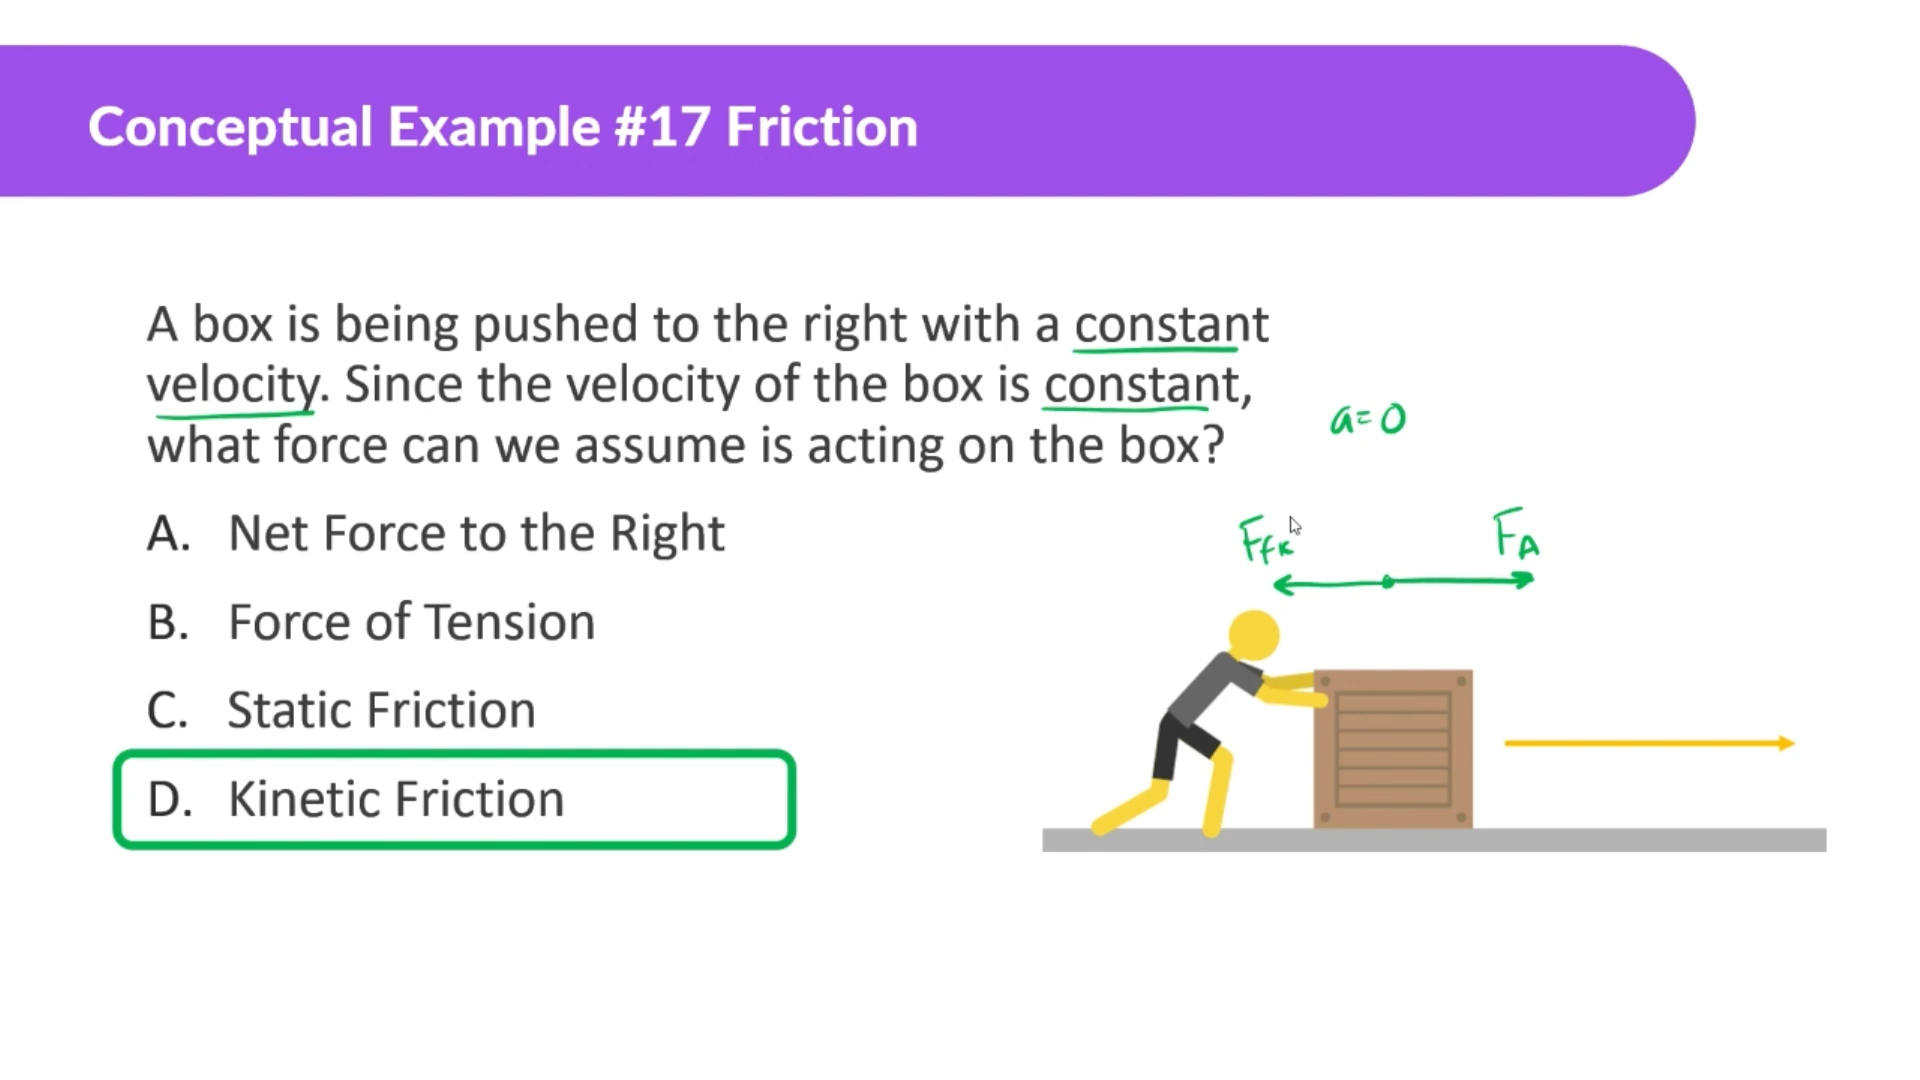 Conceptual Example #17 Friction
A box is being pushed to the right with a constant
velocity. Since the velocity of the box is constant,
what force can we assume is acting on the box?
a=0
A. Net Force to the Right
B. Force of Tension
C. Static Friction
D. Kinetic Friction
FfK
FA